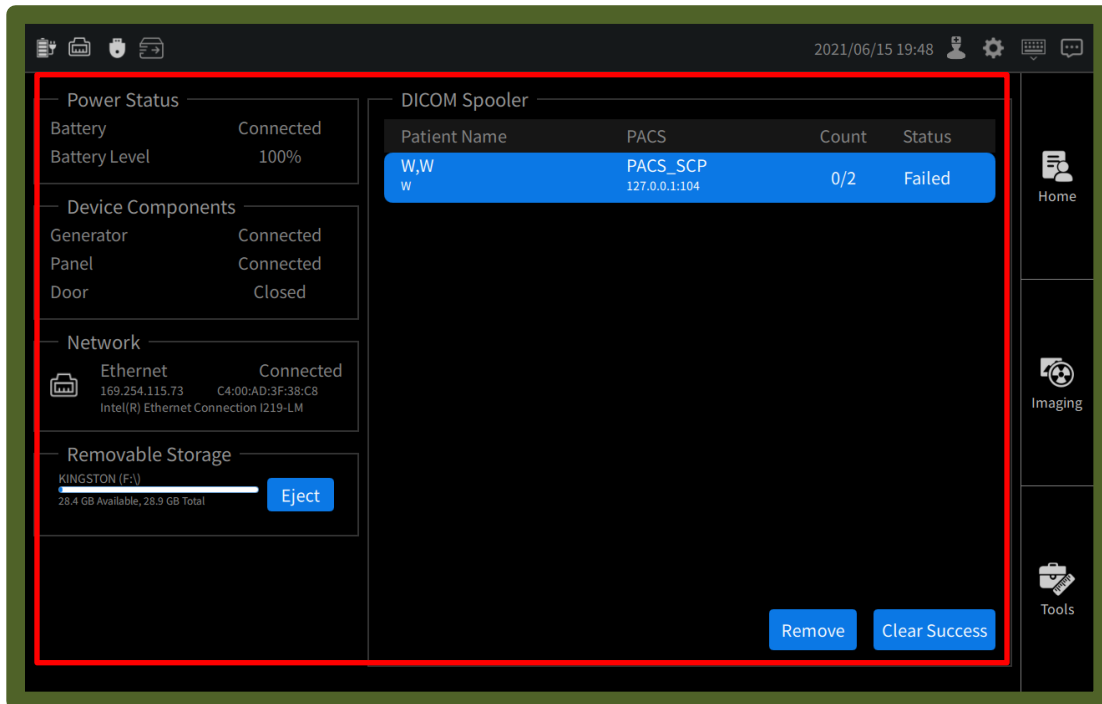 2021/06/15 19:48
Power Status
Battery Connected
Battery Level 100%
Device Components
Generator Connected
Panel Connected
Door Closed
Network
Ethernet Connected
169.254.115.73 C4:00:AD:3F:38:C8
Intel(R) Ethernet Connection I219-LM
Removable Storage
KINGSTON (F:\)
28.4 GB Available, 28.9 GB Total
Eject
DICOM Spooler
Patient Name PACS Count Status
W,W PACS_SCP 0/2 Failed
W 127.0.0.1:104
Remove Clear Success
Home
Imaging
Tools